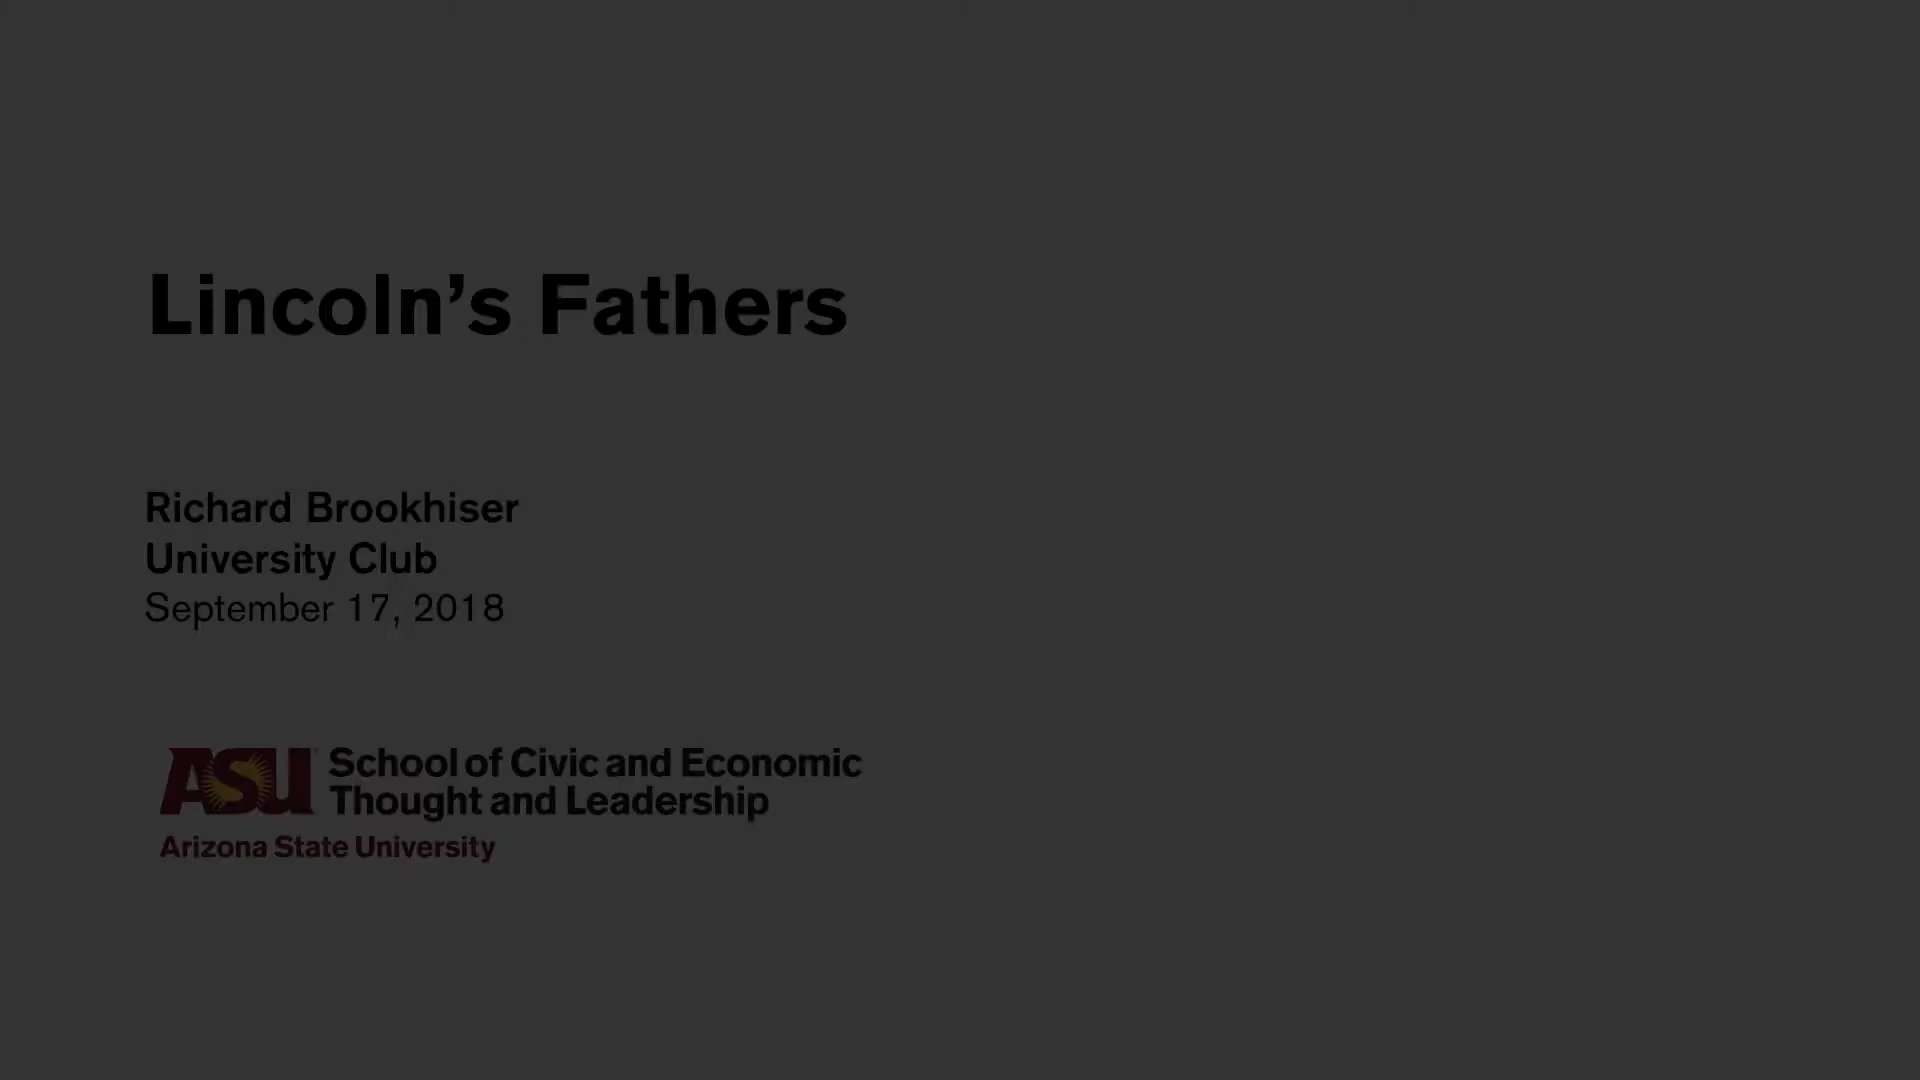 Lincoln’s Fathers
Richard Brookhiser
University Club
September 17, 2018
ASU School of Civic and Economic
Thought and Leadership
Arizona State University